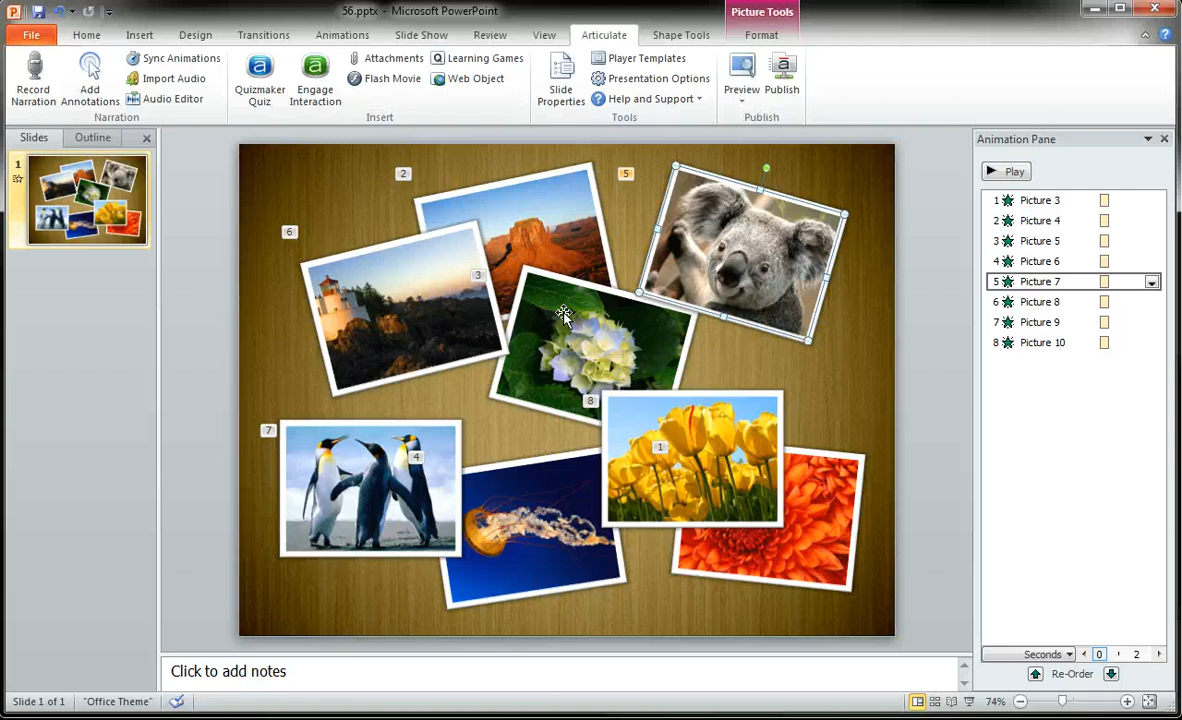 56.pptx - Microsoft PowerPoint
Picture Tools
File
Home
Insert
Design
Transitions
Animations
Slide Show
Review
View
Articulate
Shape Tools
Format
Record
Narration
Add
Annotations
Sync Animations
Import Audio
Audio Editor
Narration
Quizmaker
Quiz
Engage
Interaction
Attachments
Flash Movie
Learning Games
Web Object
Insert
Slide
Properties
Player Templates
Presentation Options
Help and Support
Tools
Preview
Publish
Publish
Slides
Outline
1
2
5
6
3
8
7
4
1
Animation Pane
Play
1 Picture 3
2 Picture 4
3 Picture 5
4 Picture 6
5 Picture 7
6 Picture 8
7 Picture 9
8 Picture 10
Seconds 0 2
Re-Order
Click to add notes
Slide 1 of 1
"Office Theme"
74%